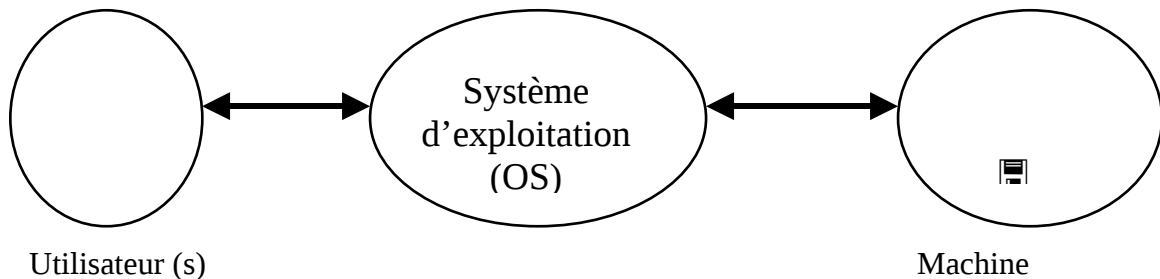 Système
d’exploitation
(OS)
Utilisateur (s)
Machine